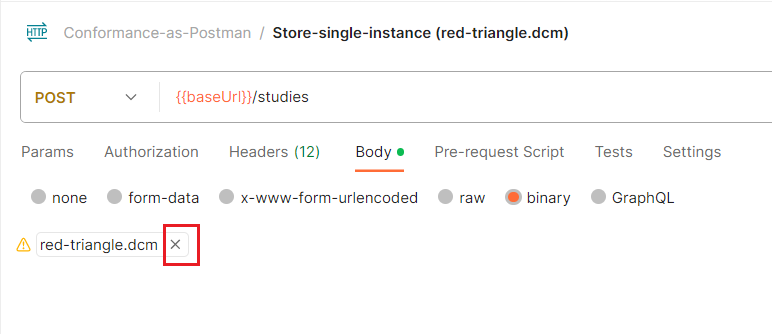 HTTP Conformance-as-Postman / Store-single-instance (red-triangle.dcm)
POST {{baseUrl}}/studies
Params Authorization Headers (12) Body Pre-request Script Tests Settings
none form-data x-www-form-urlencoded raw binary GraphQL
red-triangle.dcm